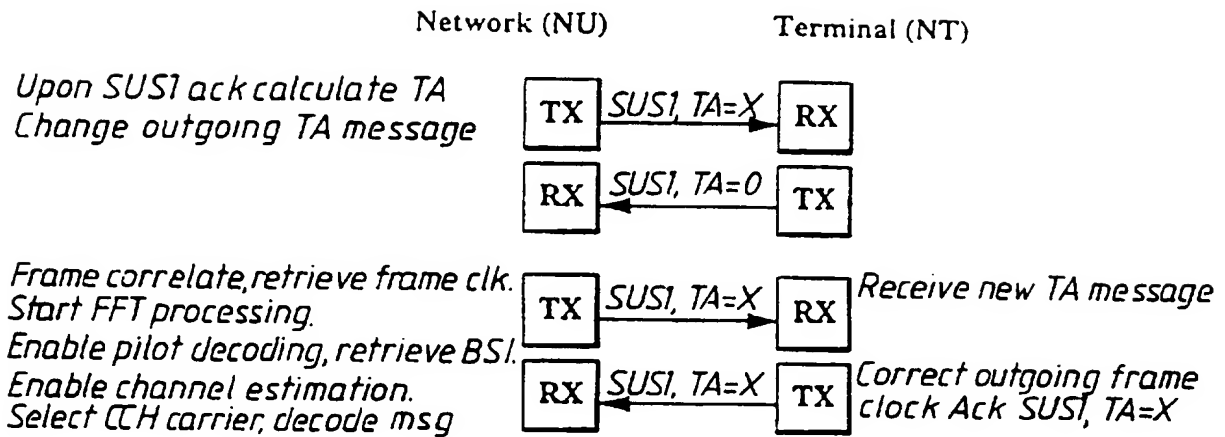 Network (NU) Terminal (NT)
Upon SUS1 ack calculate TA
Change outgoing TA message
TX SUS1, TA=X RX
RX SUS1, TA=0 TX
Frame correlate, retrieve frame clk.
Start FFT processing.
Enable pilot decoding, retrieve BSI.
Enable channel estimation.
Select CCH carrier, decode msg
TX SUS1, TA=X RX
Receive new TA message
RX SUS1, TA=X TX
Correct outgoing frame
clock Ack SUS1, TA=X